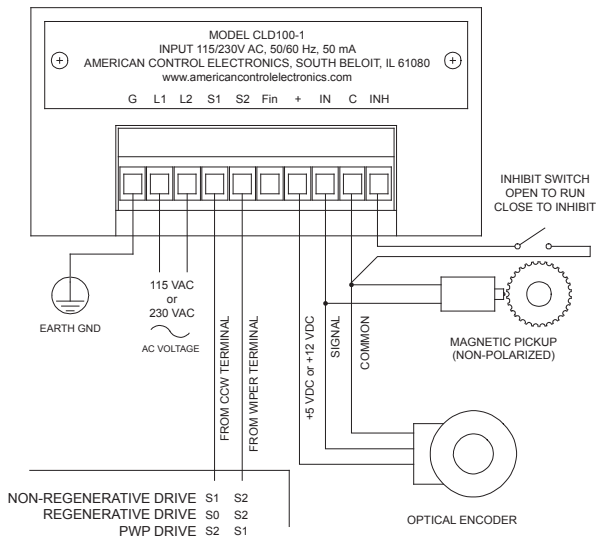 MODEL CLD100-1
INPUT 115/230V AC, 50/60 Hz, 50 mA
AMERICAN CONTROL ELECTRONICS, SOUTH BELOIT, IL 61080
www.americancontrolelectronics.com
G L1 L2 S1 S2 Fin + IN C INH
INHIBIT SWITCH
OPEN TO RUN
CLOSE TO INHIBIT
EARTH GND
115 VAC
or
230 VAC
AC VOLTAGE
FROM CCW TERMINAL
FROM WIPER TERMINAL
+5 VDC or +12 VDC
SIGNAL
COMMON
MAGNETIC PICKUP
(NON-POLARIZED)
NON-REGENERATIVE DRIVE S1 S2
REGENERATIVE DRIVE S0 S2
PWP DRIVE S2 S1
OPTICAL ENCODER